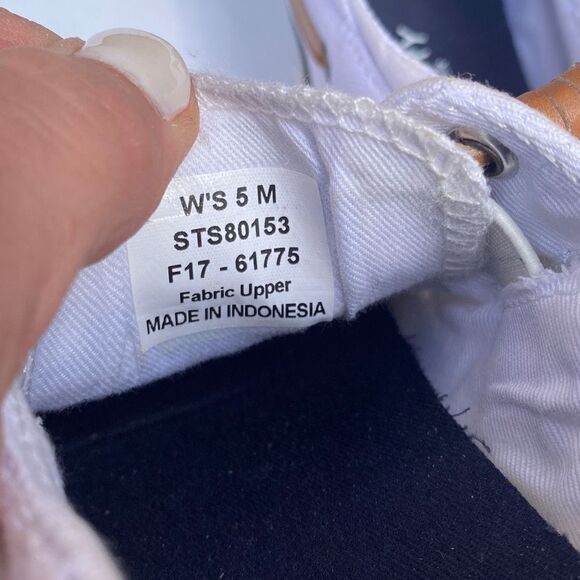 W'S 5 M
STS80153
F17 - 61775
Fabric Upper
MADE IN INDONESIA